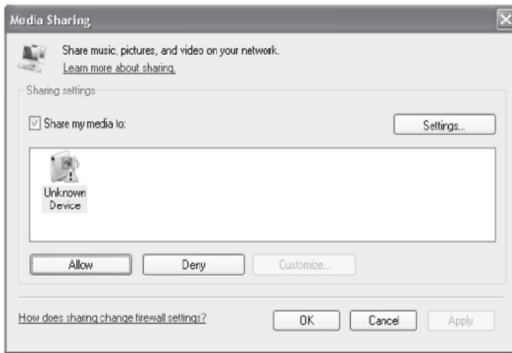 Media Sharing
Share music, pictures, and video on your network.
Learn more about sharing.
Sharing settings
Share my media to:
Settings...
Unknown
Device
Allow
Deny
Customize...
How does sharing change firewall settings?
OK
Cancel
Apply